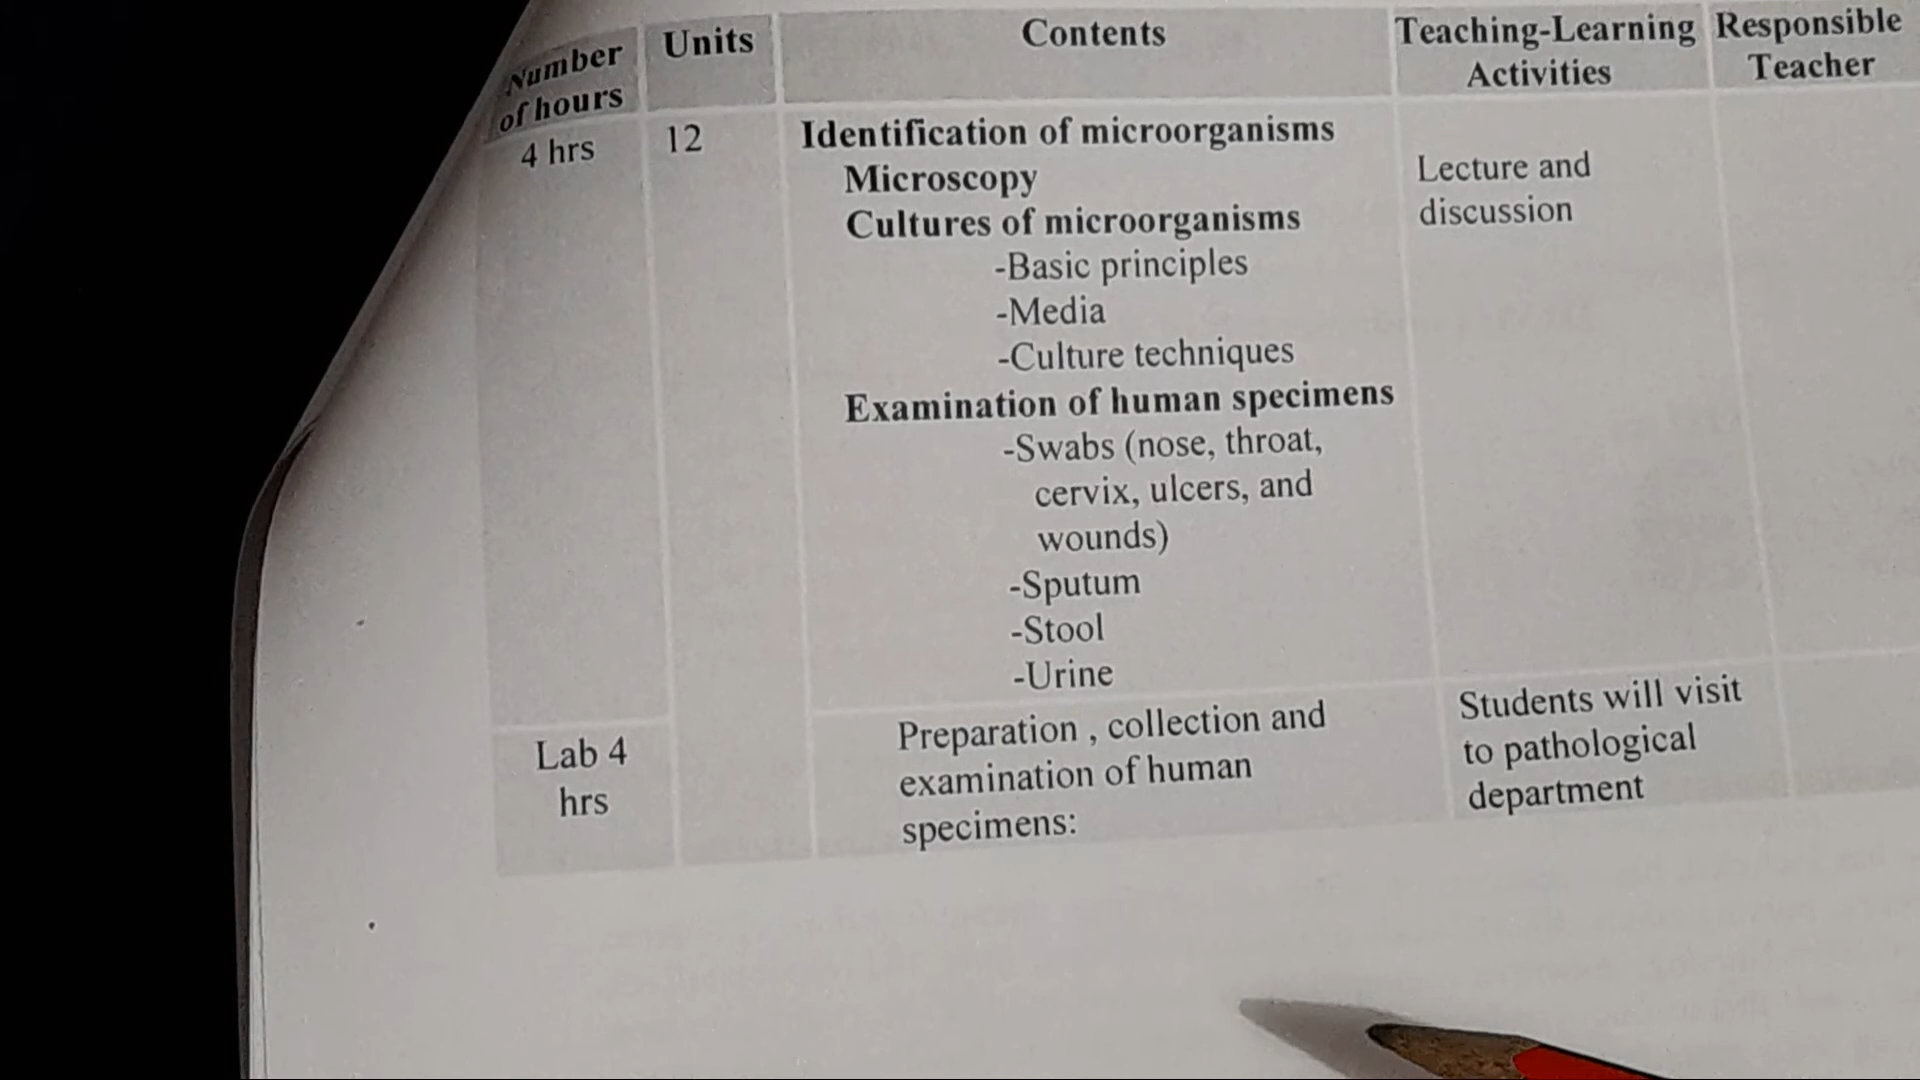 Number of hours
Units
Contents
Teaching-Learning Activities
Responsible Teacher
4 hrs
12
Identification of microorganisms
Microscopy
Cultures of microorganisms
-Basic principles
-Media
-Culture techniques
Examination of human specimens
-Swabs (nose, throat,
cervix, ulcers, and
wounds)
-Sputum
-Stool
-Urine
Lecture and
discussion
Lab 4
hrs
Preparation , collection and
examination of human
specimens:
Students will visit
to pathological
department